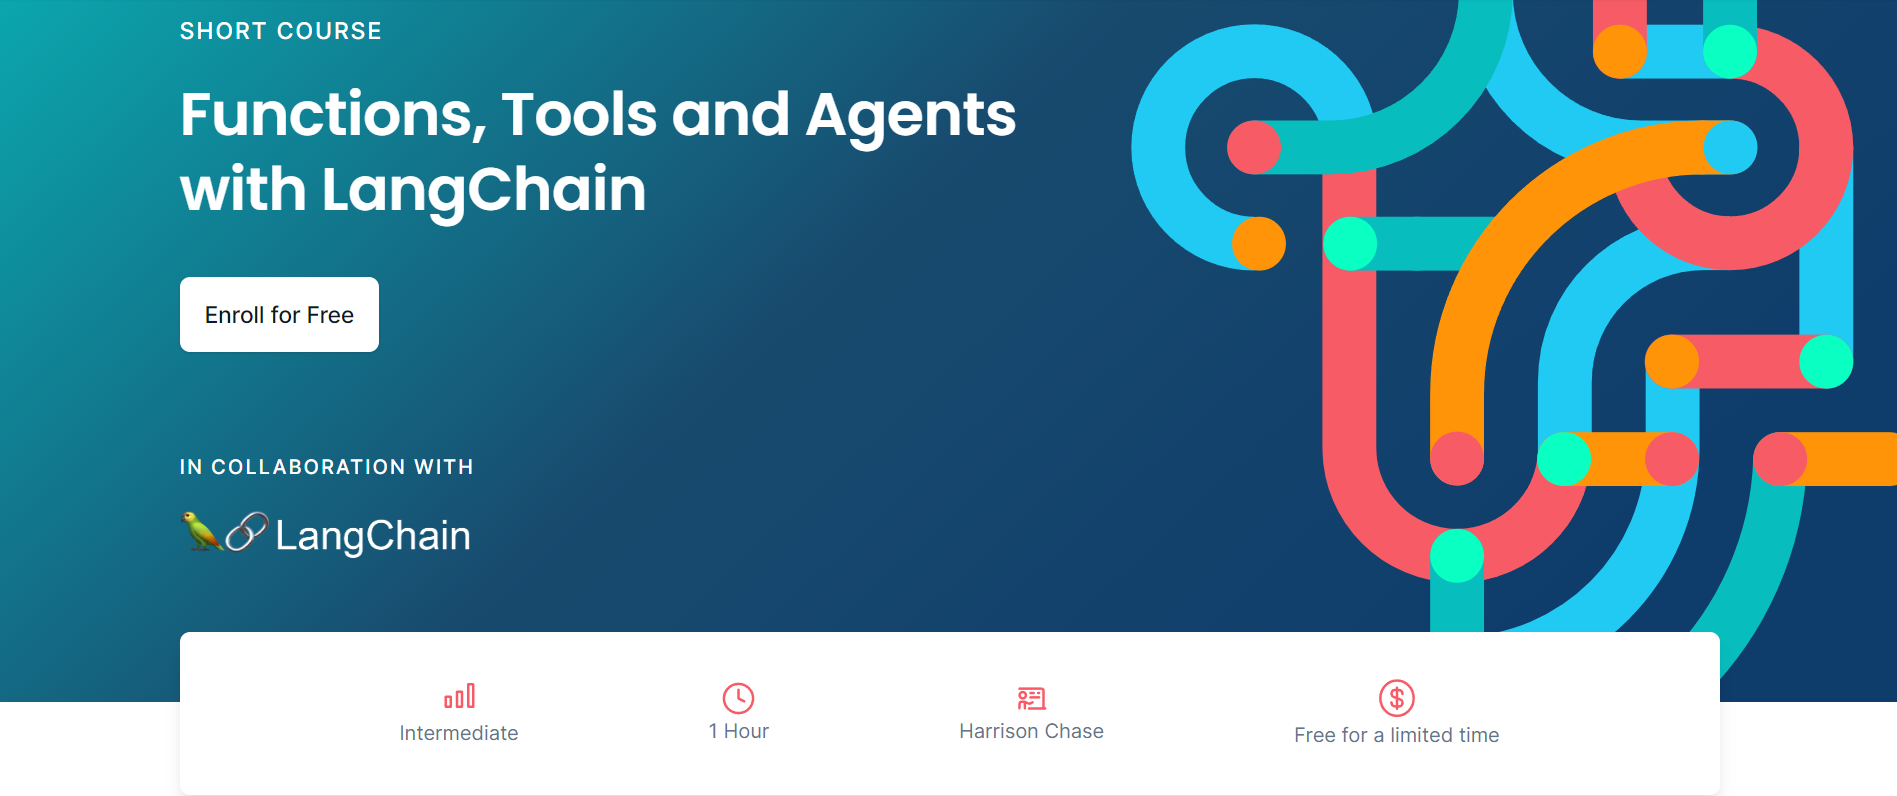 SHORT COURSE
Functions, Tools and Agents
with LangChain
Enroll for Free
IN COLLABORATION WITH
LangChain
Intermediate
1 Hour
Harrison Chase
Free for a limited time